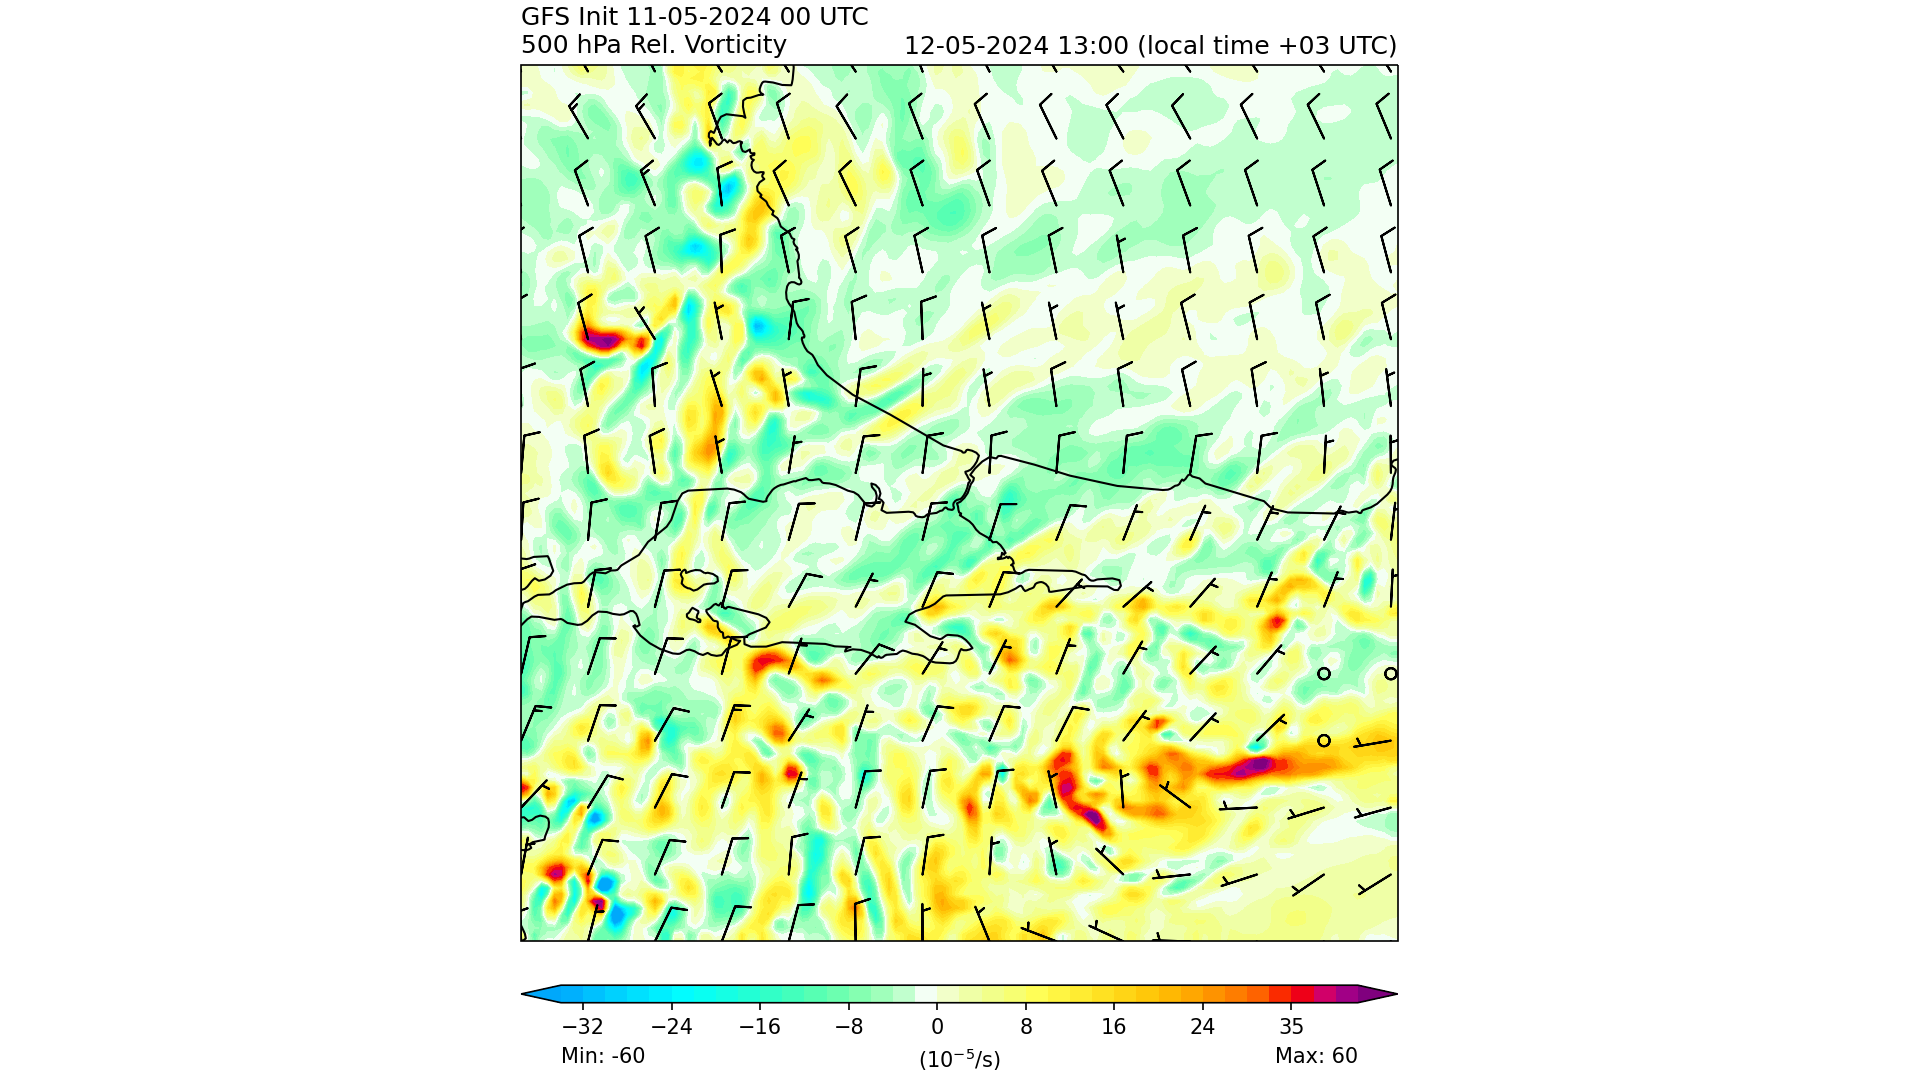 GFS Init 11-05-2024 00 UTC
500 hPa Rel. Vorticity
12-05-2024 13:00 (local time +03 UTC)
−32 −24 −16 −8 0 8 16 24 35
Min: -60 (10⁻⁵/s) Max: 60